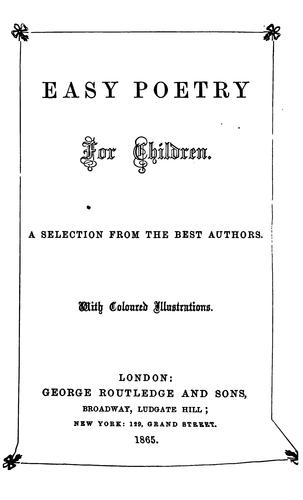 EASY POETRY
For Children.
A SELECTION FROM THE BEST AUTHORS.
With Coloured Illustrations.
LONDON:
GEORGE ROUTLEDGE AND SONS,
BROADWAY, LUDGATE HILL;
NEW YORK: 129, GRAND STREET.
1865.